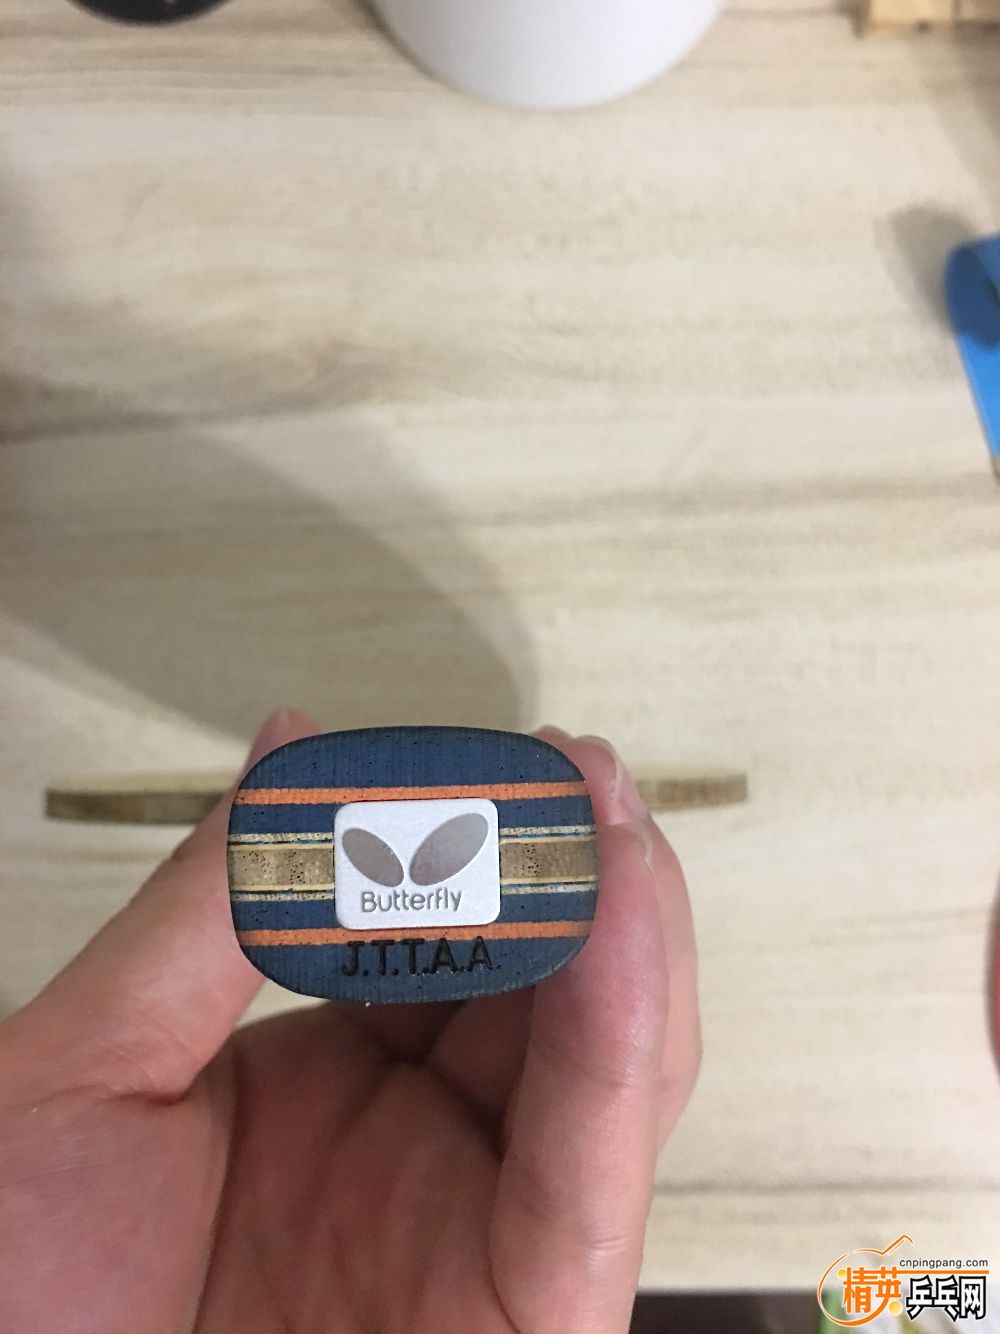 Butterfly
J.T.T.A.A.
cnpingpang.com
精英乒乓网